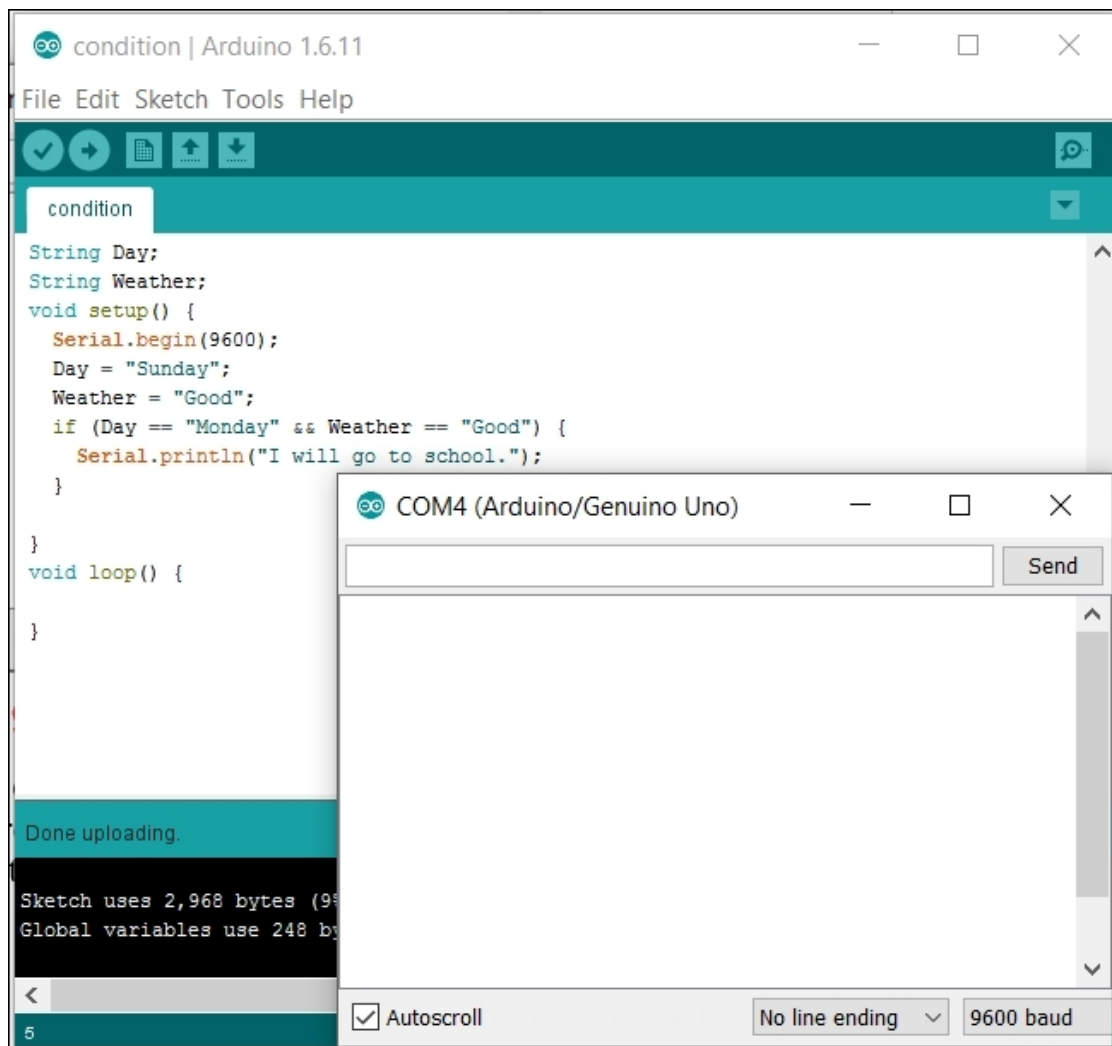 condition | Arduino 1.6.11
File Edit Sketch Tools Help
condition
String Day;
String Weather;
void setup() {
  Serial.begin(9600);
  Day = "Sunday";
  Weather = "Good";
  if (Day == "Monday" && Weather == "Good") {
    Serial.println("I will go to school.");
  }
}
void loop() {
}
COM4 (Arduino/Genuino Uno)
Send
Done uploading.
Sketch uses 2,968 bytes (9%
Global variables use 248 by
Autoscroll
No line ending
9600 baud
5